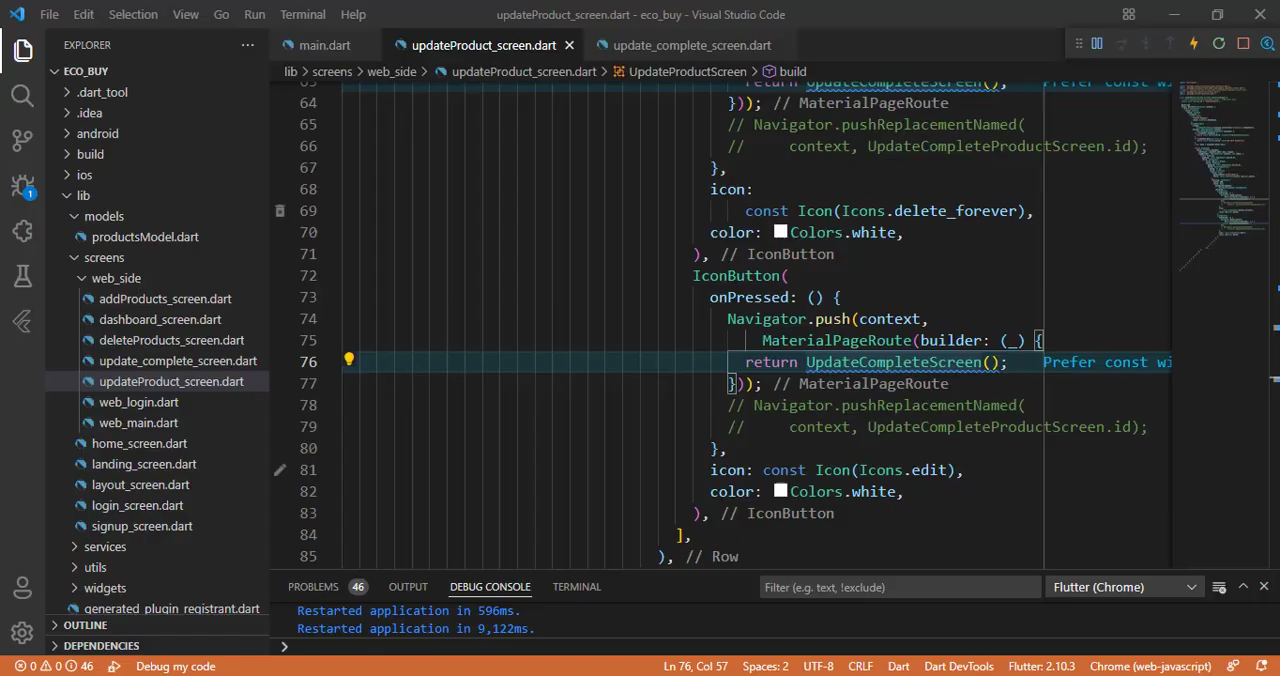 File Edit Selection View Go Run Terminal Help updateProduct_screen.dart - eco_buy - Visual Studio Code
EXPLORER
main.dart updateProduct_screen.dart update_complete_screen.dart
lib > screens > web_side > updateProduct_screen.dart > UpdateProductScreen > build
ECO_BUY
.dart_tool
.idea
android
build
ios
lib
models
productsModel.dart
screens
web_side
addProducts_screen.dart
dashboard_screen.dart
deleteProducts_screen.dart
update_complete_screen.dart
updateProduct_screen.dart
web_login.dart
web_main.dart
home_screen.dart
landing_screen.dart
layout_screen.dart
login_screen.dart
signup_screen.dart
services
utils
widgets
generated_plugin_registrant.dart
OUTLINE
DEPENDENCIES
63 return UpdateCompleteScreen(); Prefer const wi
64 })); // MaterialPageRoute
65 // Navigator.pushReplacementNamed(
66 //     context, UpdateCompleteProductScreen.id);
67 },
68 icon:
69 const Icon(Icons.delete_forever),
70 color: Colors.white,
71 ), // IconButton
72 IconButton(
73 onPressed: () {
74 Navigator.push(context,
75 MaterialPageRoute(builder: (_) {
76 return UpdateCompleteScreen(); Prefer const wi
77 })); // MaterialPageRoute
78 // Navigator.pushReplacementNamed(
79 //     context, UpdateCompleteProductScreen.id);
80 },
81 icon: const Icon(Icons.edit),
82 color: Colors.white,
83 ), // IconButton
84 ],
85 ), // Row
PROBLEMS 46 OUTPUT DEBUG CONSOLE TERMINAL Filter (e.g. text, !exclude) Flutter (Chrome)
Restarted application in 596ms.
Restarted application in 9,122ms.
1
0 0 46 Debug my code Ln 76, Col 57 Spaces: 2 UTF-8 CRLF Dart Dart DevTools Flutter: 2.10.3 Chrome (web-javascript)